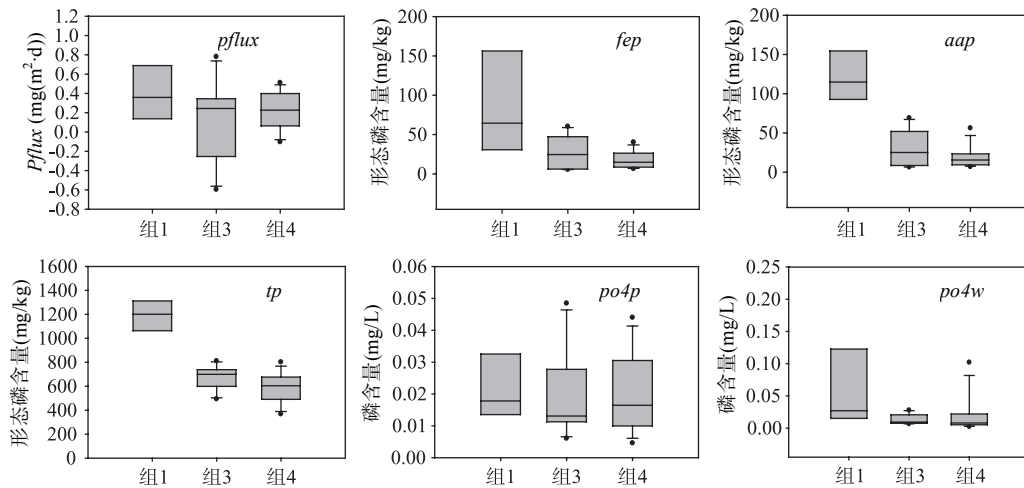 1.2
1.0
0.8
0.6
0.4
0.2
0.0
-0.2
-0.4
-0.6
-0.8
Pflux (mg(m²·d))
pflux
组1 组3 组4
200
150
100
50
0
形态磷含量(mg/kg)
fep
组1 组3 组4
200
150
100
50
0
形态磷含量(mg/kg)
aap
组1 组3 组4
1600
1400
1200
1000
800
600
400
200
0
形态磷含量(mg/kg)
tp
组1 组3 组4
0.06
0.05
0.04
0.03
0.02
0.01
0.00
磷含量(mg/L)
po4p
组1 组3 组4
0.25
0.20
0.15
0.10
0.05
0.00
磷含量(mg/L)
po4w
组1 组3 组4